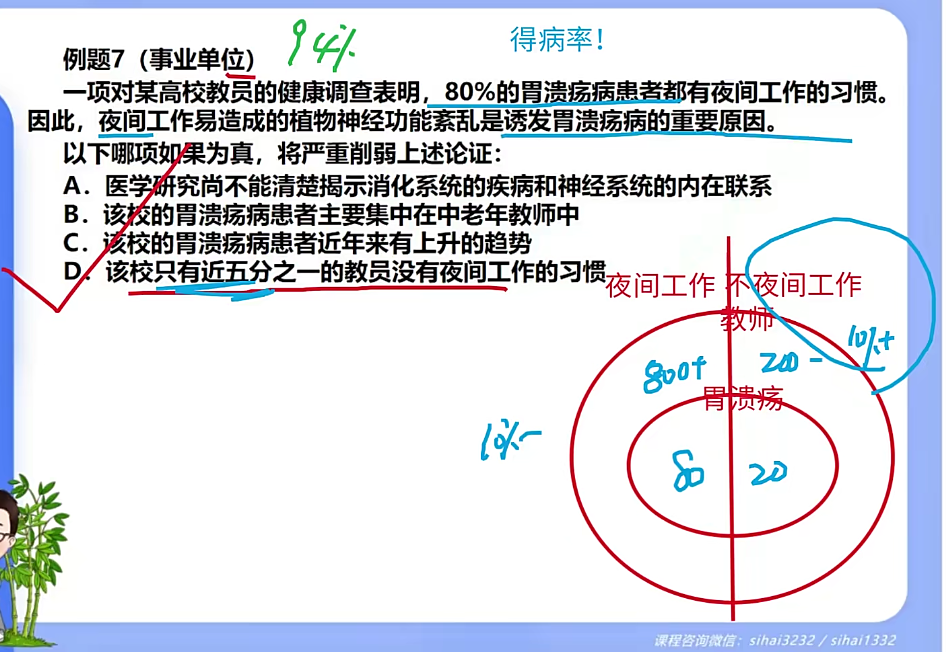 得病率!
94%
例题7（事业单位）
一项对某高校教员的健康调查表明，80%的胃溃疡病患者都有夜间工作的习惯。
因此，夜间工作易造成的植物神经功能紊乱是诱发胃溃疡病的重要原因。
以下哪项如果为真，将严重削弱上述论证：
A．医学研究尚不能清楚揭示消化系统的疾病和神经系统的内在联系
B．该校的胃溃疡病患者主要集中在中老年教师中
C．该校的胃溃疡病患者近年来有上升的趋势
D．该校只有近五分之一的教员没有夜间工作的习惯
夜间工作 不夜间工作
教师
800+ 200- 10%+
胃溃疡
10%-
80 20
课程咨询微信：sihai3232 / sihai1332